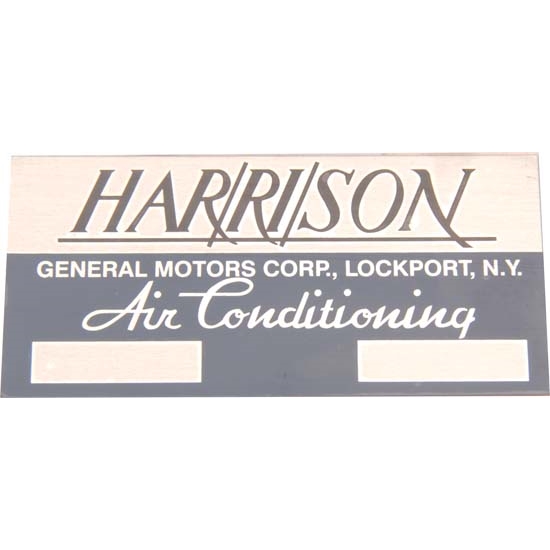 HARRISON
GENERAL MOTORS CORP., LOCKPORT, N.Y.
Air Conditioning